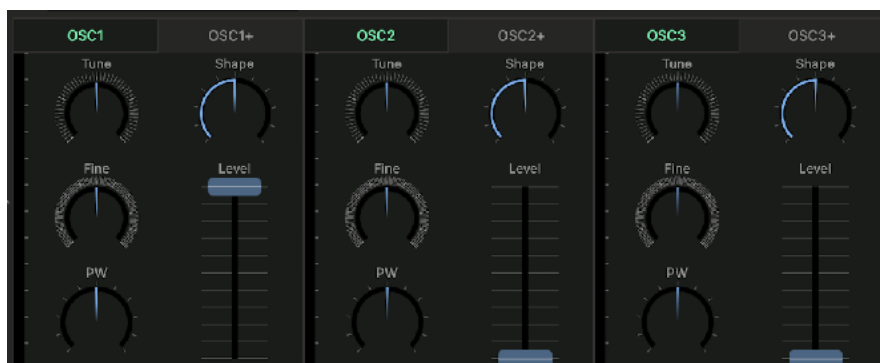 OSC1 OSC1+ OSC2 OSC2+ OSC3 OSC3+
Tune Shape Tune Shape Tune Shape
Fine Level Fine Level Fine Level
PW PW PW